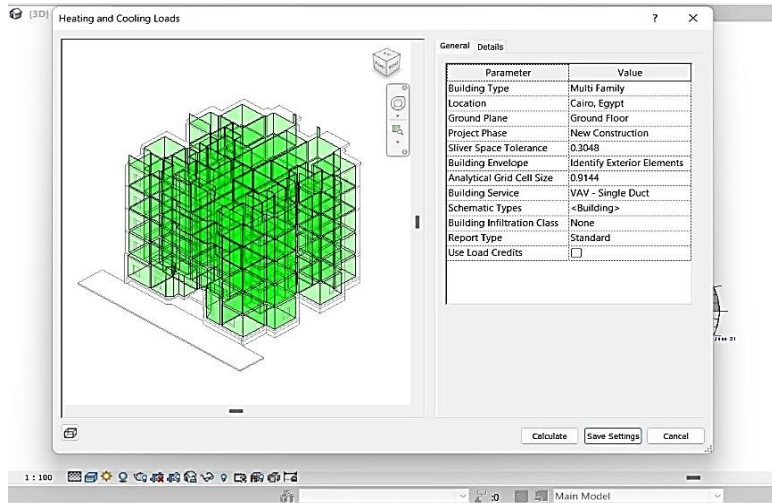 (3D)
Heating and Cooling Loads
General Details
Parameter Value
Building Type Multi Family
Location Cairo, Egypt
Ground Plane Ground Floor
Project Phase New Construction
Sliver Space Tolerance 0.3048
Building Envelope Identify Exterior Elements
Analytical Grid Cell Size 0.9144
Building Service VAV - Single Duct
Schematic Types <Building>
Building Infiltration Class None
Report Type Standard
Use Load Credits
Calculate Save Settings Cancel
1 : 100
:0 Main Model